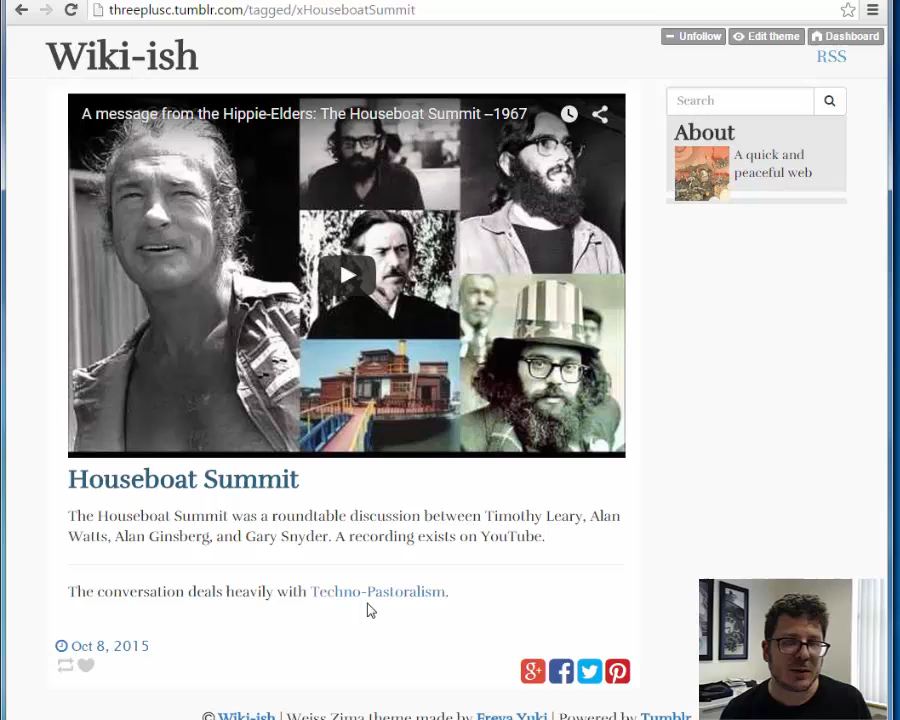 threeplusc.tumblr.com/tagged/xHouseboatSummit
Unfollow
Edit theme
Dashboard
Wiki-ish
RSS
A message from the Hippie-Elders: The Houseboat Summit –1967
Search
About
A quick and
peaceful web
Houseboat Summit
The Houseboat Summit was a roundtable discussion between Timothy Leary, Alan
Watts, Alan Ginsberg, and Gary Snyder. A recording exists on YouTube.
The conversation deals heavily with Techno-Pastoralism.
Oct 8, 2015
© Wiki-ish | Weiss Zima theme made by Freya Yuki | Powered by Tumblr